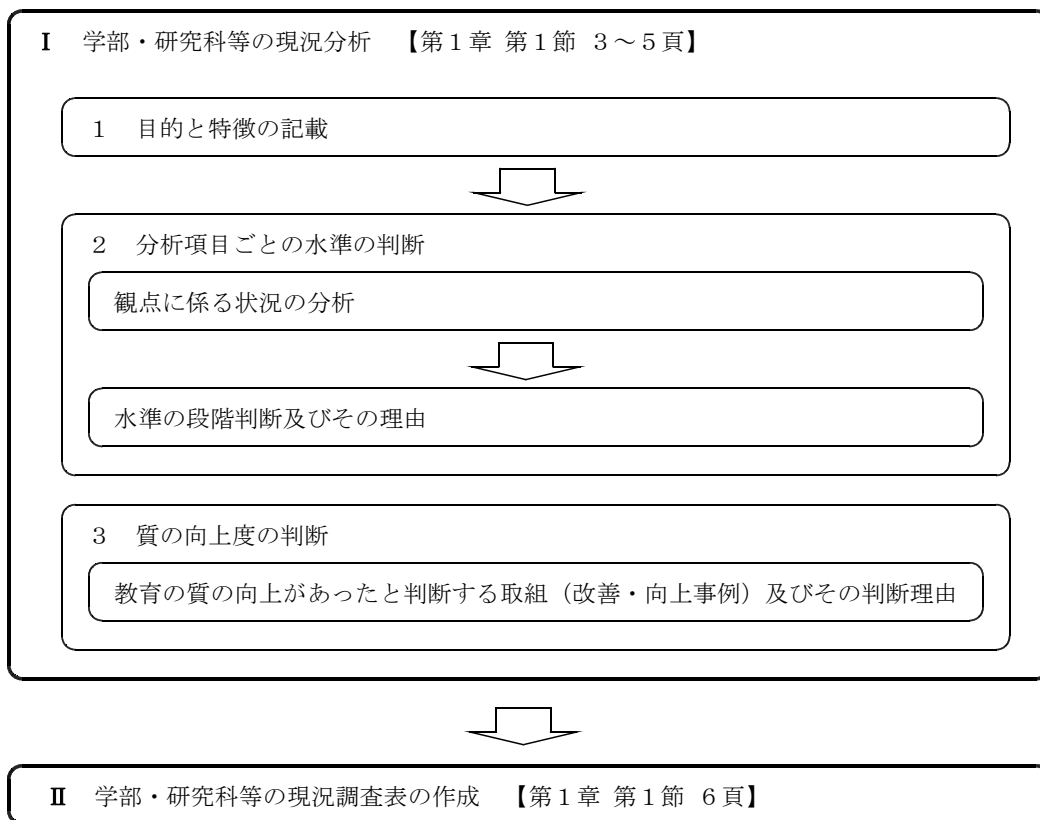 Ⅰ　学部・研究科等の現況分析　【第１章 第１節 ３～５頁】
１　目的と特徴の記載
２　分析項目ごとの水準の判断
観点に係る状況の分析
水準の段階判断及びその理由
３　質の向上度の判断
教育の質の向上があったと判断する取組（改善・向上事例）及びその判断理由
Ⅱ　学部・研究科等の現況調査表の作成　【第１章 第１節 ６頁】